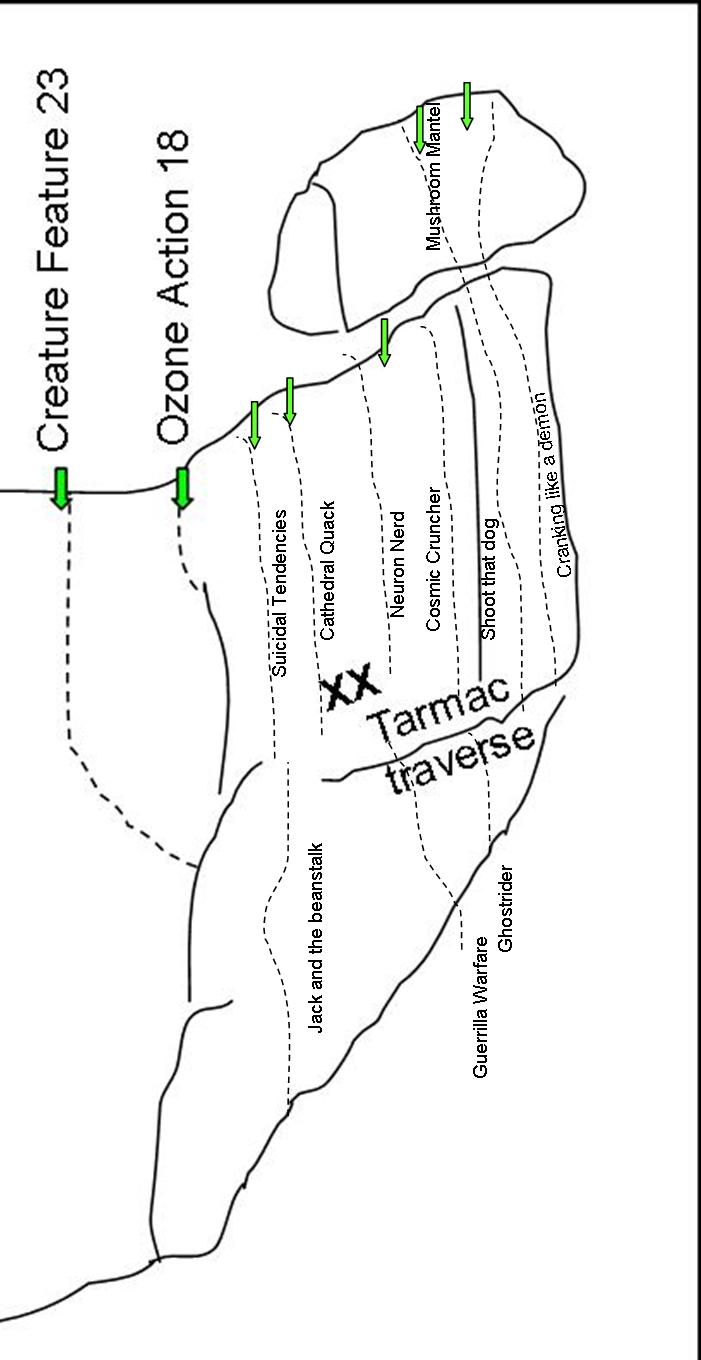 Creature Feature 23
Ozone Action 18
Mushroom Mantel
Suicidal Tendencies
Cathedral Quack
Neuron Nerd
Cosmic Cruncher
Shoot that dog
Cranking like a demon
XX
Tarmac
traverse
Jack and the beanstalk
Guerrilla Warfare
Ghostrider